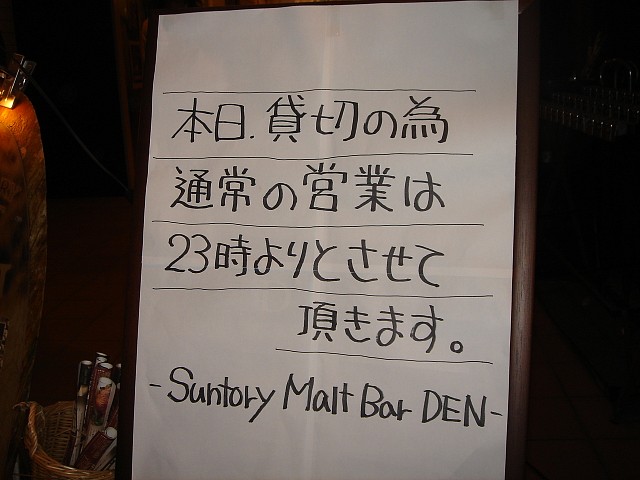 本日.貸切の為
通常の営業は
23時よりとさせて
頂きます。
-Suntory Malt Bar DEN-